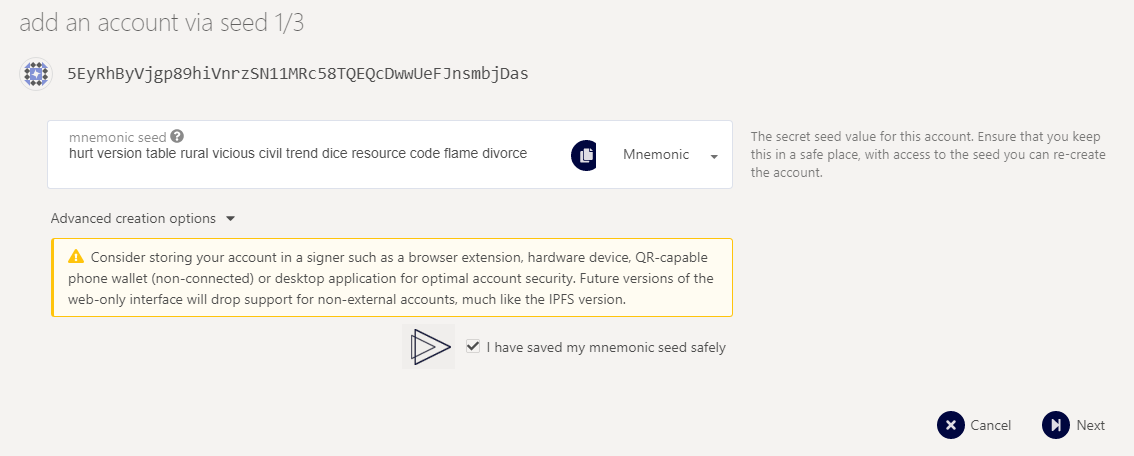 add an account via seed 1/3
5EyRhByVjgp89hiVnrzSN11MRc58TQEQcDwwUeFJnsmbjDas
mnemonic seed
hurt version table rural vicious civil trend dice resource code flame divorce
Mnemonic
The secret seed value for this account. Ensure that you keep
this in a safe place, with access to the seed you can re-create
the account.
Advanced creation options
Consider storing your account in a signer such as a browser extension, hardware device, QR-capable
phone wallet (non-connected) or desktop application for optimal account security. Future versions of the
web-only interface will drop support for non-external accounts, much like the IPFS version.
I have saved my mnemonic seed safely
Cancel
Next